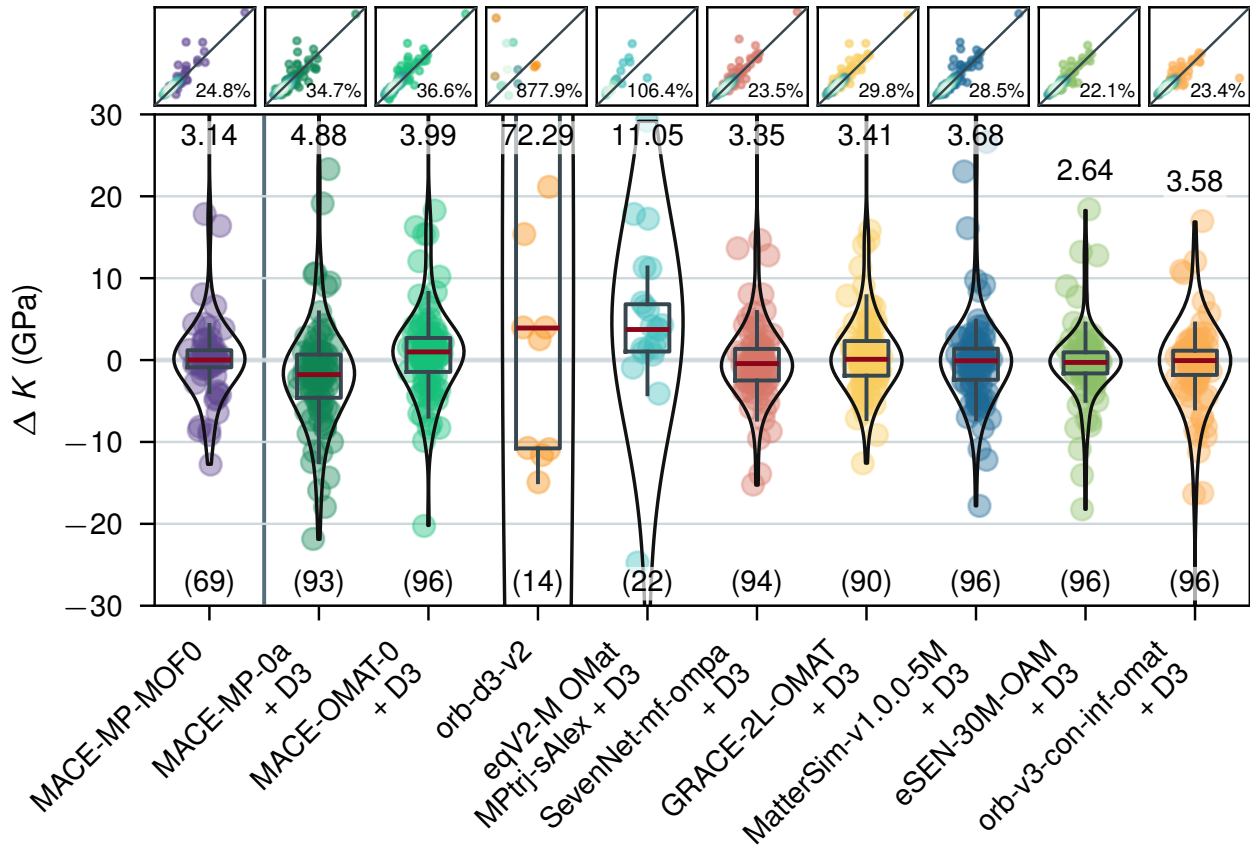 24.8%
34.7%
36.6%
877.9%
106.4%
23.5%
29.8%
28.5%
22.1%
23.4%
30
20
10
0
−10
−20
−30
Δ K (GPa)
3.14
4.88
3.99
72.29
11.05
3.35
3.41
3.68
2.64
3.58
(69)
(93)
(96)
(14)
(22)
(94)
(90)
(96)
(96)
(96)
MACE-MP-MOF0
MACE-MP-0a
+ D3
MACE-OMAT-0
+ D3
orb-d3-v2
eqV2-M OMat
MPtrj-sAlex + D3
SevenNet-mf-ompa
+ D3
GRACE-2L-OMAT
+ D3
MatterSim-v1.0.0-5M
+ D3
eSEN-30M-OAM
+ D3
orb-v3-con-inf-omat
+ D3